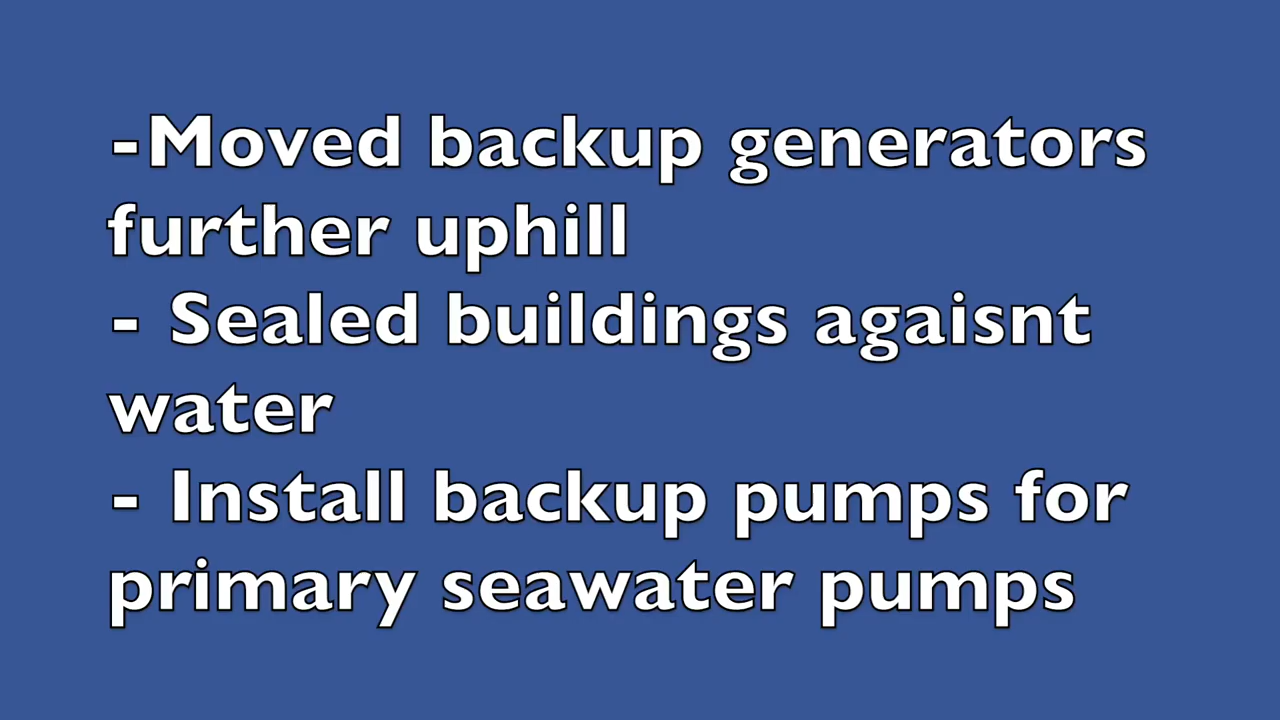 -Moved backup generators
further uphill
- Sealed buildings agaisnt
water
- Install backup pumps for
primary seawater pumps